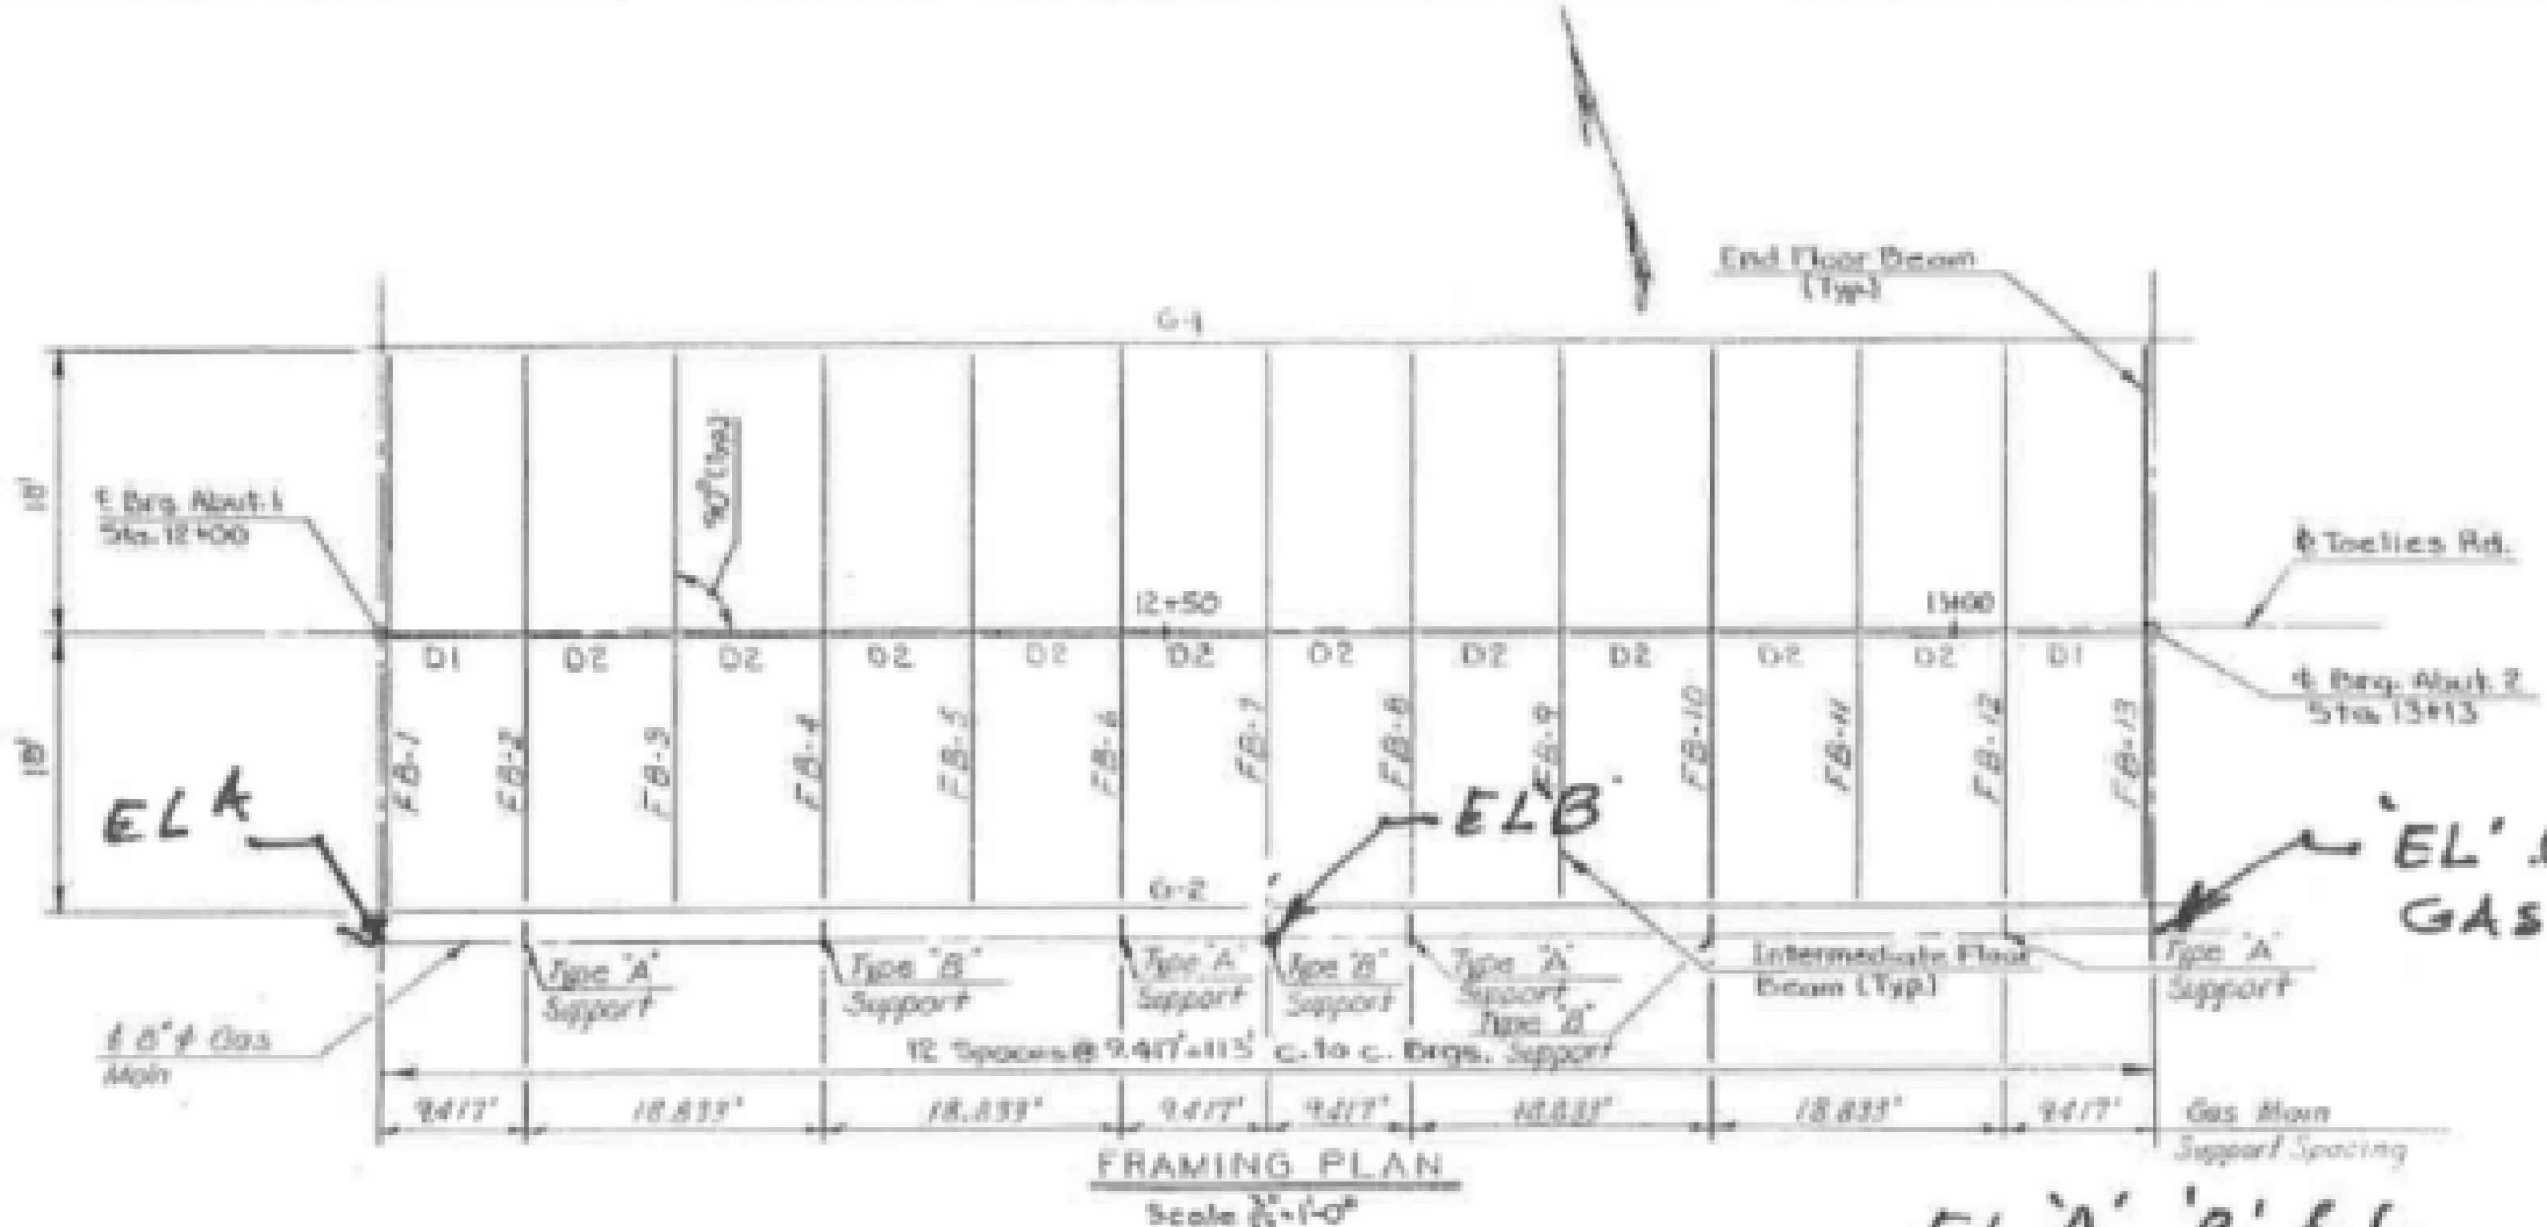 G-1
End Floor Beam
(Typ.)
18'
90° (Typ.)
℄ Brg. Abut. 1
Sta. 12+00
12+50
13+00
℄ Toelles Rd.
D1 D2 D2 D2 D2 D2 D2 D2 D2 D2 D2 D1
℄ Brg. Abut. 2
Sta. 13+13
18'
FB-1 FB-2 FB-3 FB-4 FB-5 FB-6 FB-7 FB-8 FB-9 FB-10 FB-11 FB-12 FB-13
EL A
EL "B"
"EL"
GAS
G-2
Type "A"
Support
Type "B"
Support
Type "A"
Support
Type "B"
Support
Type "A"
Support
Type "B"
Support
Intermediate Floor
Beam (Typ.)
Type "A"
Support
℄ 8" ϕ Gas
Main
12 Spaces @ 9.417' = 113' c. to c. Brgs.
9.417' 18.833' 18.833' 9.417' 9.417' 18.833' 18.833' 9.417'
Gas Main
Support Spacing
FRAMING PLAN
Scale